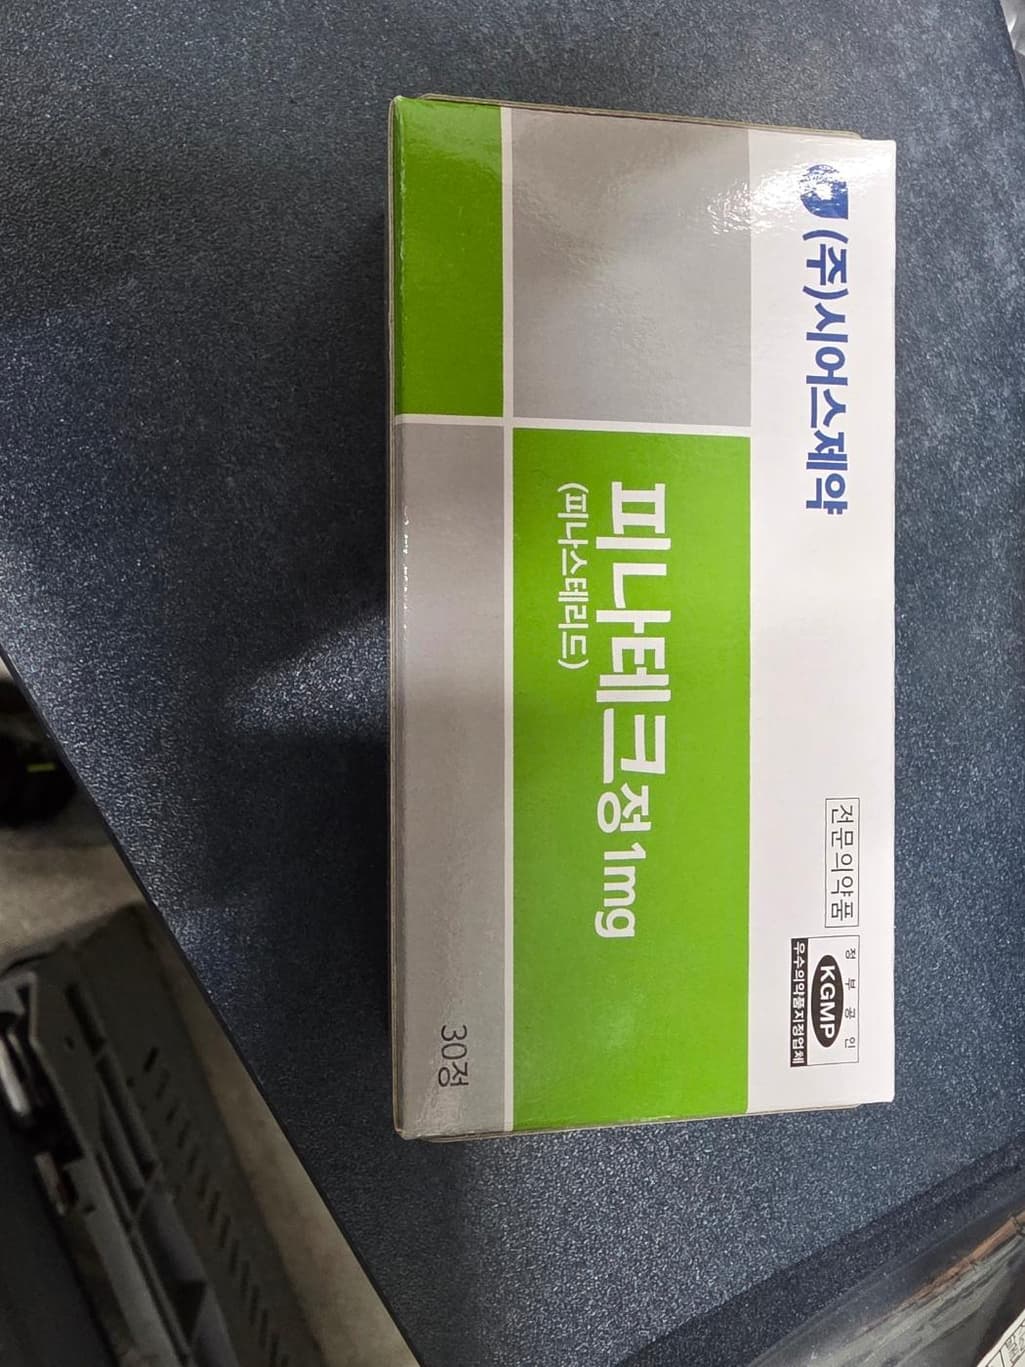 (주)시어스제약
전문의약품
정부공인
KGMP
우수의약품지정업체
피나테크정 1mg
(피나스테리드)
30정